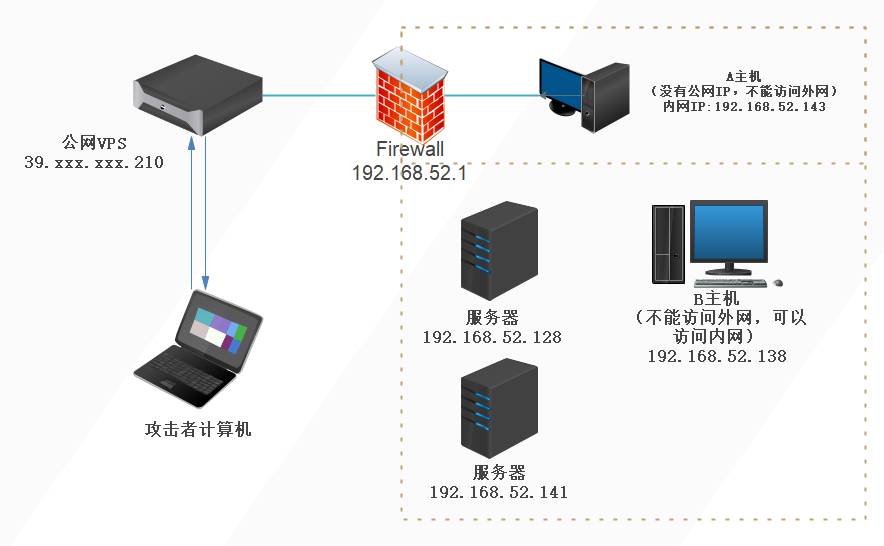 A主机
（没有公网IP，不能访问外网）
内网IP:192.168.52.143
公网VPS
39.xxx.xxx.210
Firewall
192.168.52.1
服务器
192.168.52.128
B主机
（不能访问外网，可以
访问内网）
192.168.52.138
攻击者计算机
服务器
192.168.52.141